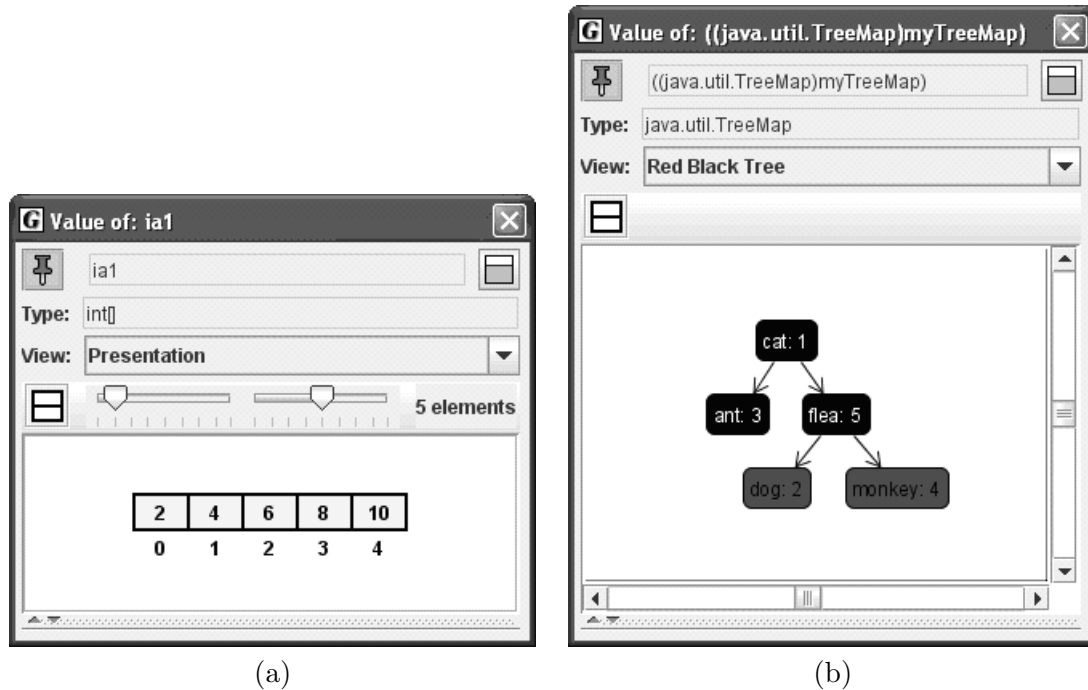 G Value of: ia1
ia1
Type: int[]
View: Presentation
5 elements
2 4 6 8 10
0 1 2 3 4
(a)
G Value of: ((java.util.TreeMap)myTreeMap)
((java.util.TreeMap)myTreeMap)
Type: java.util.TreeMap
View: Red Black Tree
cat: 1
ant: 3 flea: 5
dog: 2 monkey: 4
(b)